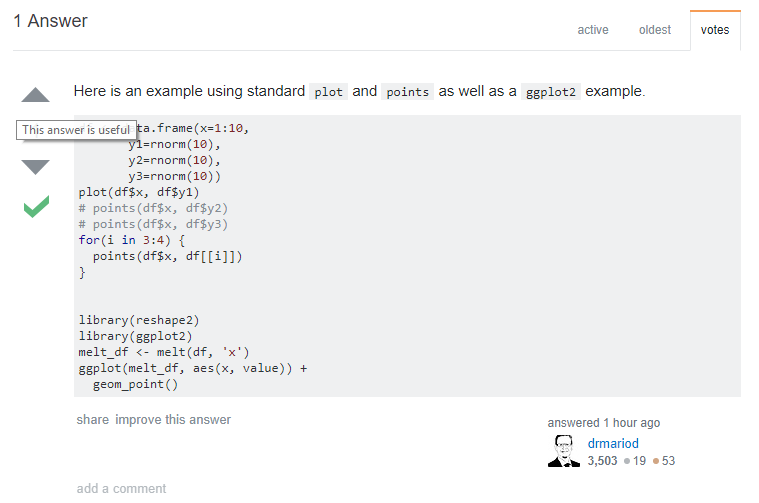 1 Answer
active oldest votes
Here is an example using standard plot and points as well as a ggplot2 example.
This answer is useful
ta.frame(x=1:10,
y1=rnorm(10),
y2=rnorm(10),
y3=rnorm(10))
plot(df$x, df$y1)
# points(df$x, df$y2)
# points(df$x, df$y3)
for(i in 3:4) {
points(df$x, df[[i]])
}
library(reshape2)
library(ggplot2)
melt_df <- melt(df, 'x')
ggplot(melt_df, aes(x, value)) +
geom_point()
share improve this answer
answered 1 hour ago
drmariod
3,503 ●19 ●53
add a comment